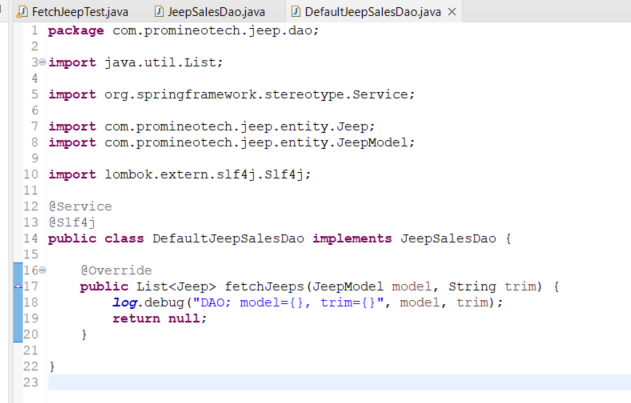 FetchJeepTest.java JeepSalesDao.java DefaultJeepSalesDao.java
1 package com.promineotech.jeep.dao;
2
3 import java.util.List;
4
5 import org.springframework.stereotype.Service;
6
7 import com.promineotech.jeep.entity.Jeep;
8 import com.promineotech.jeep.entity.JeepModel;
9
10 import lombok.extern.slf4j.Slf4j;
11
12 @Service
13 @Slf4j
14 public class DefaultJeepSalesDao implements JeepSalesDao {
15
16     @Override
17     public List<Jeep> fetchJeeps(JeepModel model, String trim) {
18         log.debug("DAO; model={}, trim={}", model, trim);
19         return null;
20     }
21
22 }
23